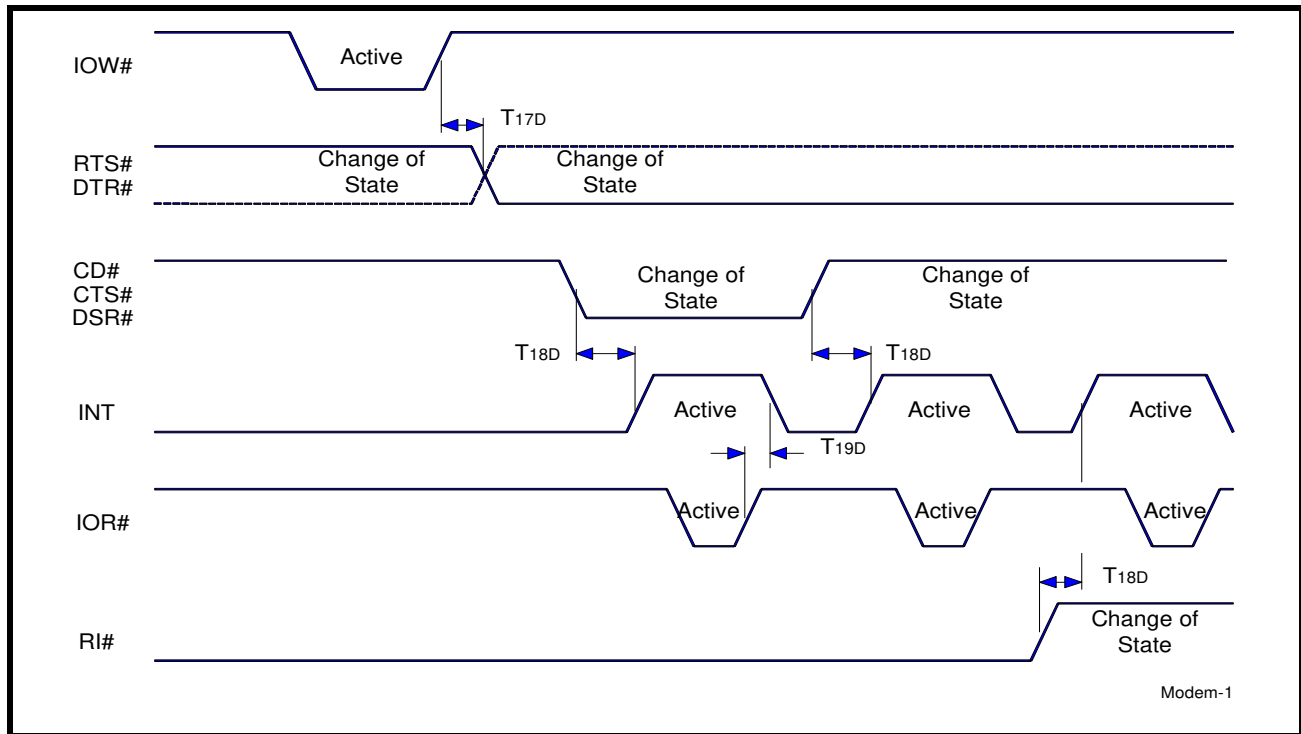 IOW#
Active
T17D
RTS#
DTR#
Change of
State
Change of
State
CD#
CTS#
DSR#
Change of
State
Change of
State
T18D
T18D
INT
Active
Active
Active
T19D
IOR#
Active
Active
Active
T18D
RI#
Change of
State
Modem-1